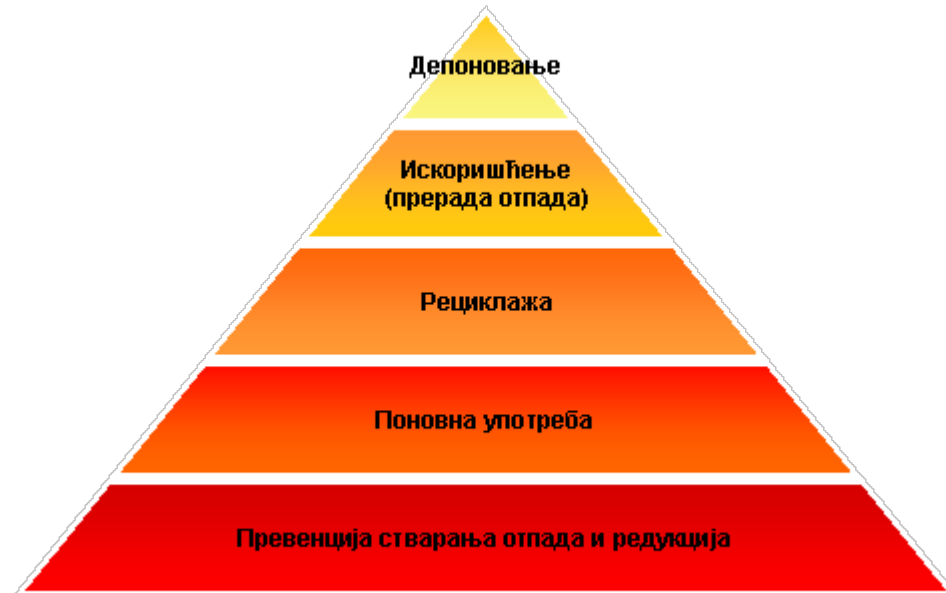 Депоновање
Искоришћење
(прерада отпада)
Рециклажа
Поновна употреба
Превенција стварања отпада и редукција